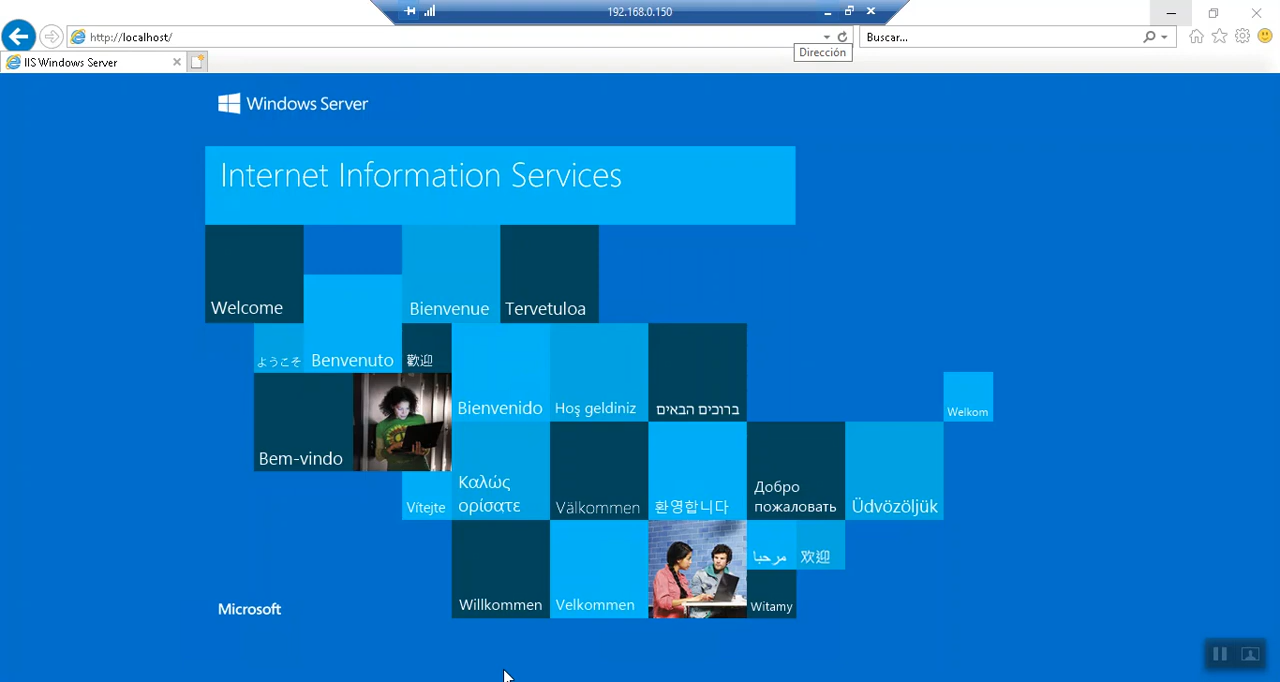 192.168.0.150
http://localhost/
Buscar...
Dirección
IIS Windows Server
Windows Server
Internet Information Services
Welcome
Bienvenue
Tervetuloa
ようこそ
Benvenuto
歡迎
Bienvenido
Hoş geldiniz
ברוכים הבאים
Welkom
Bem-vindo
Vítejte
Καλώς
ορίσατε
Välkommen
환영합니다
Добро
пожаловать
Üdvözöljük
Microsoft
Willkommen
Velkommen
مرحبا
欢迎
Witamy